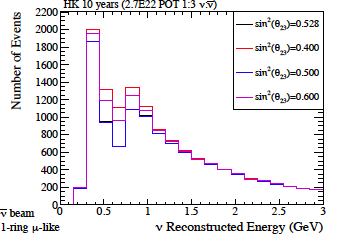 HK 10 years (2.7E22 POT 1:3 ν:ν̅)
Number of Events
2200
2000
1800
1600
1400
1200
1000
800
600
400
200
0
sin²(θ₂₃)=0.528
sin²(θ₂₃)=0.400
sin²(θ₂₃)=0.500
sin²(θ₂₃)=0.600
0 0.5 1 1.5 2 2.5 3
ν̅ beam
1-ring μ-like
ν Reconstructed Energy (GeV)